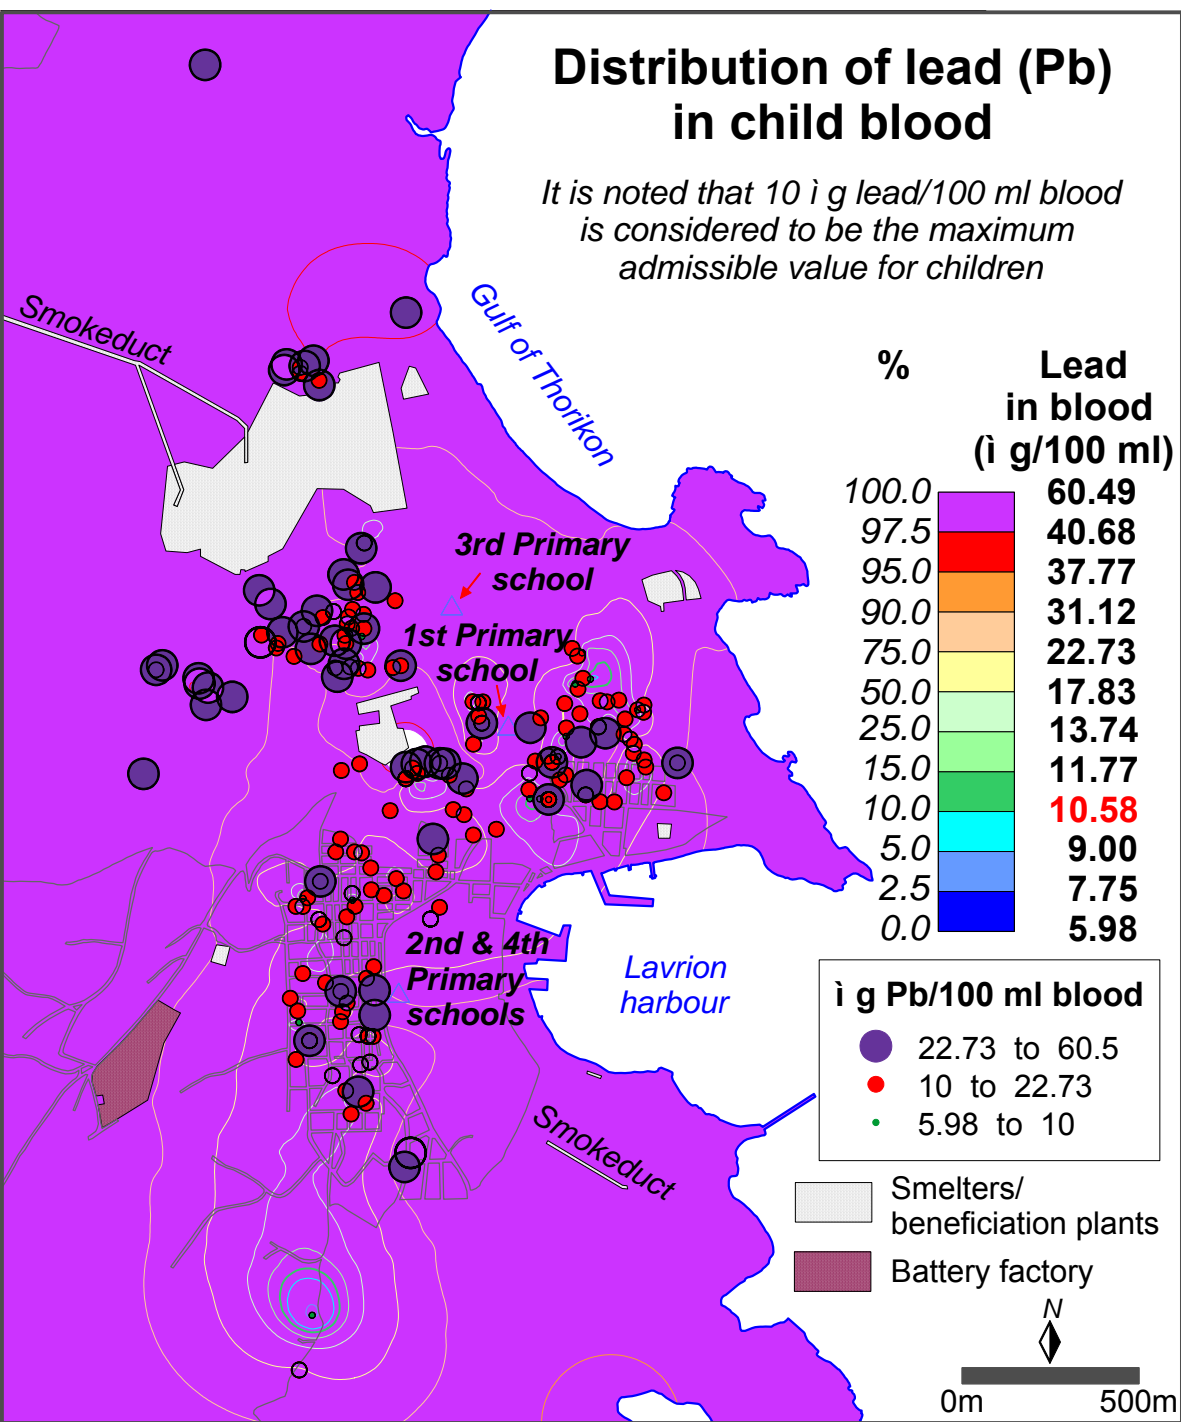 Distribution of lead (Pb)
in child blood
It is noted that 10 ì g lead/100 ml blood
is considered to be the maximum
admissible value for children
Smokeduct
Gulf of Thorikon
% Lead
in blood
(ì g/100 ml)
100.0 60.49
97.5 40.68
95.0 37.77
90.0 31.12
75.0 22.73
50.0 17.83
25.0 13.74
15.0 11.77
10.0 10.58
5.0 9.00
2.5 7.75
0.0 5.98
3rd Primary
school
1st Primary
school
2nd & 4th
Primary
schools
Lavrion
harbour
Smokeduct
ì g Pb/100 ml blood
22.73 to 60.5
10 to 22.73
5.98 to 10
Smelters/
beneficiation plants
Battery factory
N
0m 500m